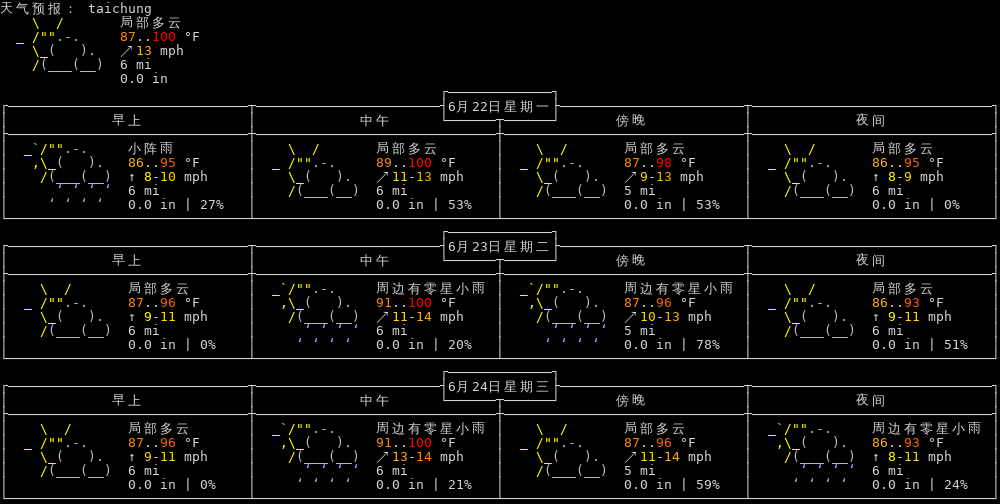 天气预报： taichung
局部多云
87..100 °F
↗13 mph
6 mi
0.0 in
6月22日星期一
早上 中午 傍晚 夜间
小阵雨 局部多云 局部多云 局部多云
86..95 °F 89..100 °F 87..98 °F 86..95 °F
↑ 8-10 mph ↗11-13 mph ↗9-13 mph ↑ 8-9 mph
6 mi 6 mi 5 mi 6 mi
0.0 in | 27% 0.0 in | 53% 0.0 in | 53% 0.0 in | 0%
6月23日星期二
早上 中午 傍晚 夜间
局部多云 周边有零星小雨 周边有零星小雨 局部多云
87..96 °F 91..100 °F 87..96 °F 86..93 °F
↑ 9-11 mph ↗11-14 mph ↗10-13 mph ↑ 9-11 mph
6 mi 6 mi 5 mi 6 mi
0.0 in | 0% 0.0 in | 20% 0.0 in | 78% 0.0 in | 51%
6月24日星期三
早上 中午 傍晚 夜间
局部多云 周边有零星小雨 局部多云 周边有零星小雨
87..96 °F 91..100 °F 87..96 °F 86..93 °F
↑ 9-11 mph ↗13-14 mph ↗11-14 mph ↑ 8-11 mph
6 mi 6 mi 5 mi 6 mi
0.0 in | 0% 0.0 in | 21% 0.0 in | 59% 0.0 in | 24%